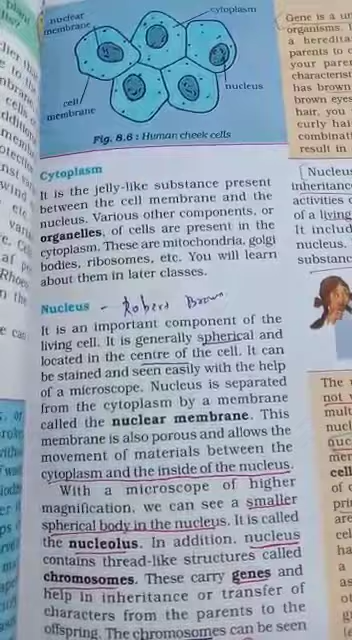 nuclear
membrane
cytoplasm
cell
membrane
nucleus
Fig. 8.6 : Human cheek cells
Cytoplasm
It is the jelly-like substance present
between the cell membrane and the
nucleus. Various other components, or
organelles, of cells are present in the
cytoplasm. These are mitochondria, golgi
bodies, ribosomes, etc. You will learn
about them in later classes.
Nucleus - Robert Brown
It is an important component of the
living cell. It is generally spherical and
located in the centre of the cell. It can
be stained and seen easily with the help
of a microscope. Nucleus is separated
from the cytoplasm by a membrane
called the nuclear membrane. This
membrane is also porous and allows the
movement of materials between the
cytoplasm and the inside of the nucleus.
With a microscope of higher
magnification, we can see a smaller
spherical body in the nucleus. It is called
the nucleolus. In addition, nucleus
contains thread-like structures called
chromosomes. These carry genes and
help in inheritance or transfer of
characters from the parents to the
offspring. The chromosomes can be seen
Gene is a
organisms.
a heredita
parents to
your paren
characterist
has brown
brown eyes
hair, you
curly hai
combinat
result in
Nucleus
inheritance
activities
of a living
It includ
nucleus.
substanc
The
not
mult
nucl
nuc
mem
cell
of
pri
are
cel
ha
a
as
ot